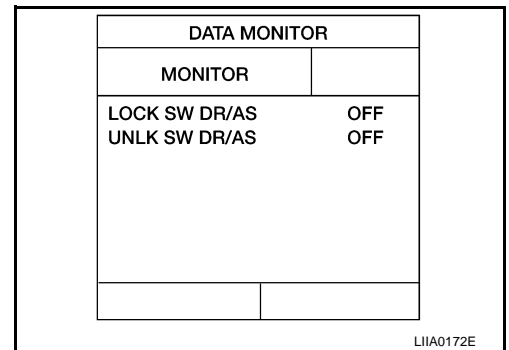 DATA MONITOR
MONITOR
LOCK SW DR/AS OFF
UNLK SW DR/AS OFF
LIIA0172E